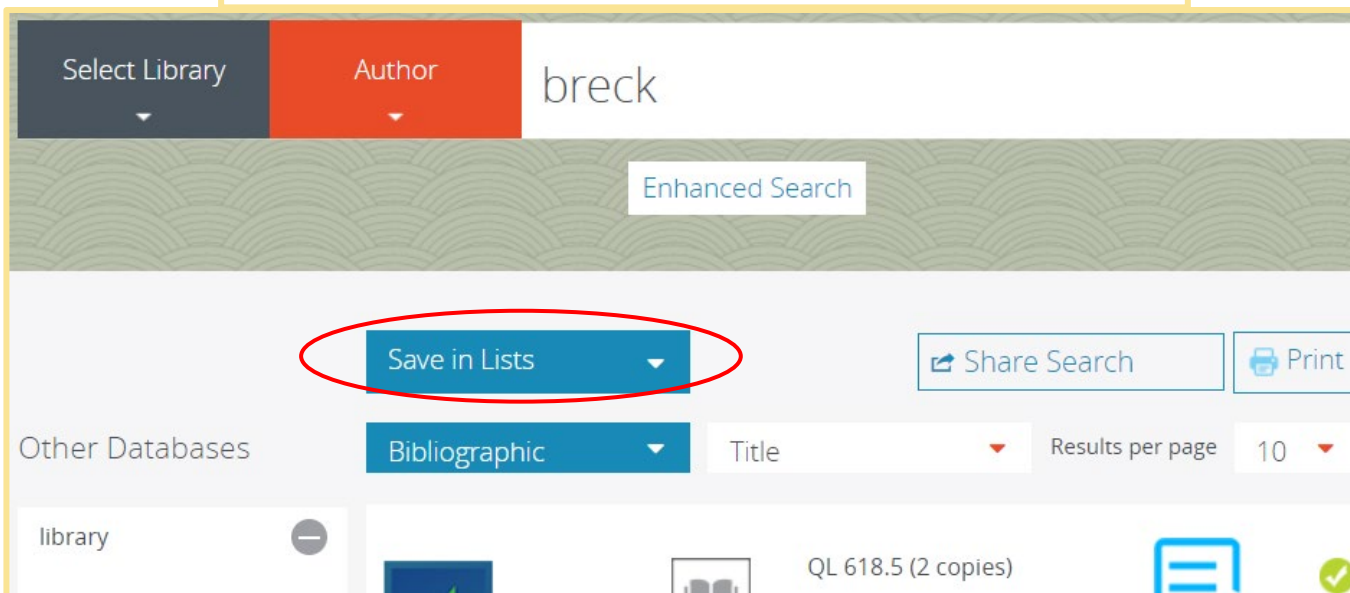 Select Library
Author
breck
Enhanced Search
Save in Lists
Share Search
Print
Other Databases
Bibliographic
Title
Results per page
10
library
QL 618.5 (2 copies)